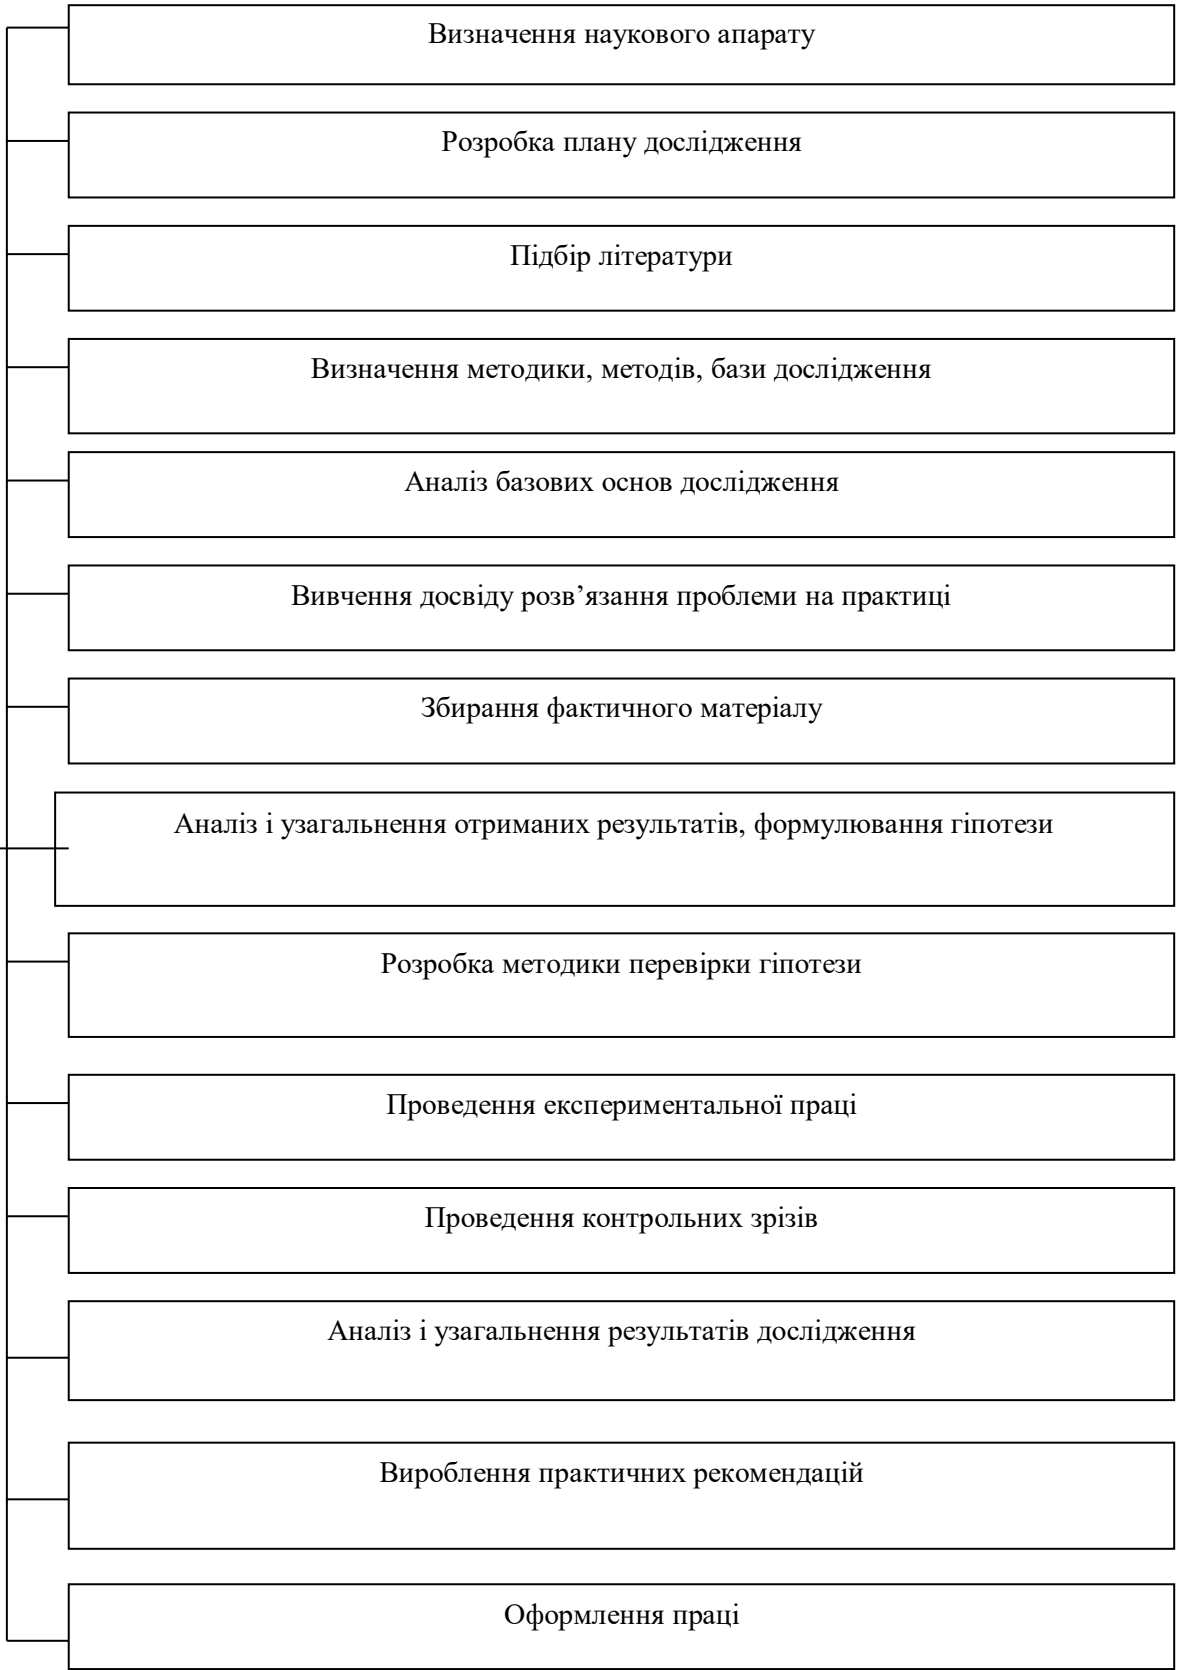 Визначення наукового апарату
Розробка плану дослідження
Підбір літератури
Визначення методики, методів, бази дослідження
Аналіз базових основ дослідження
Вивчення досвіду розв’язання проблеми на практиці
Збирання фактичного матеріалу
Аналіз і узагальнення отриманих результатів, формулювання гіпотези
Розробка методики перевірки гіпотези
Проведення експериментальної праці
Проведення контрольних зрізів
Аналіз і узагальнення результатів дослідження
Вироблення практичних рекомендацій
Оформлення праці